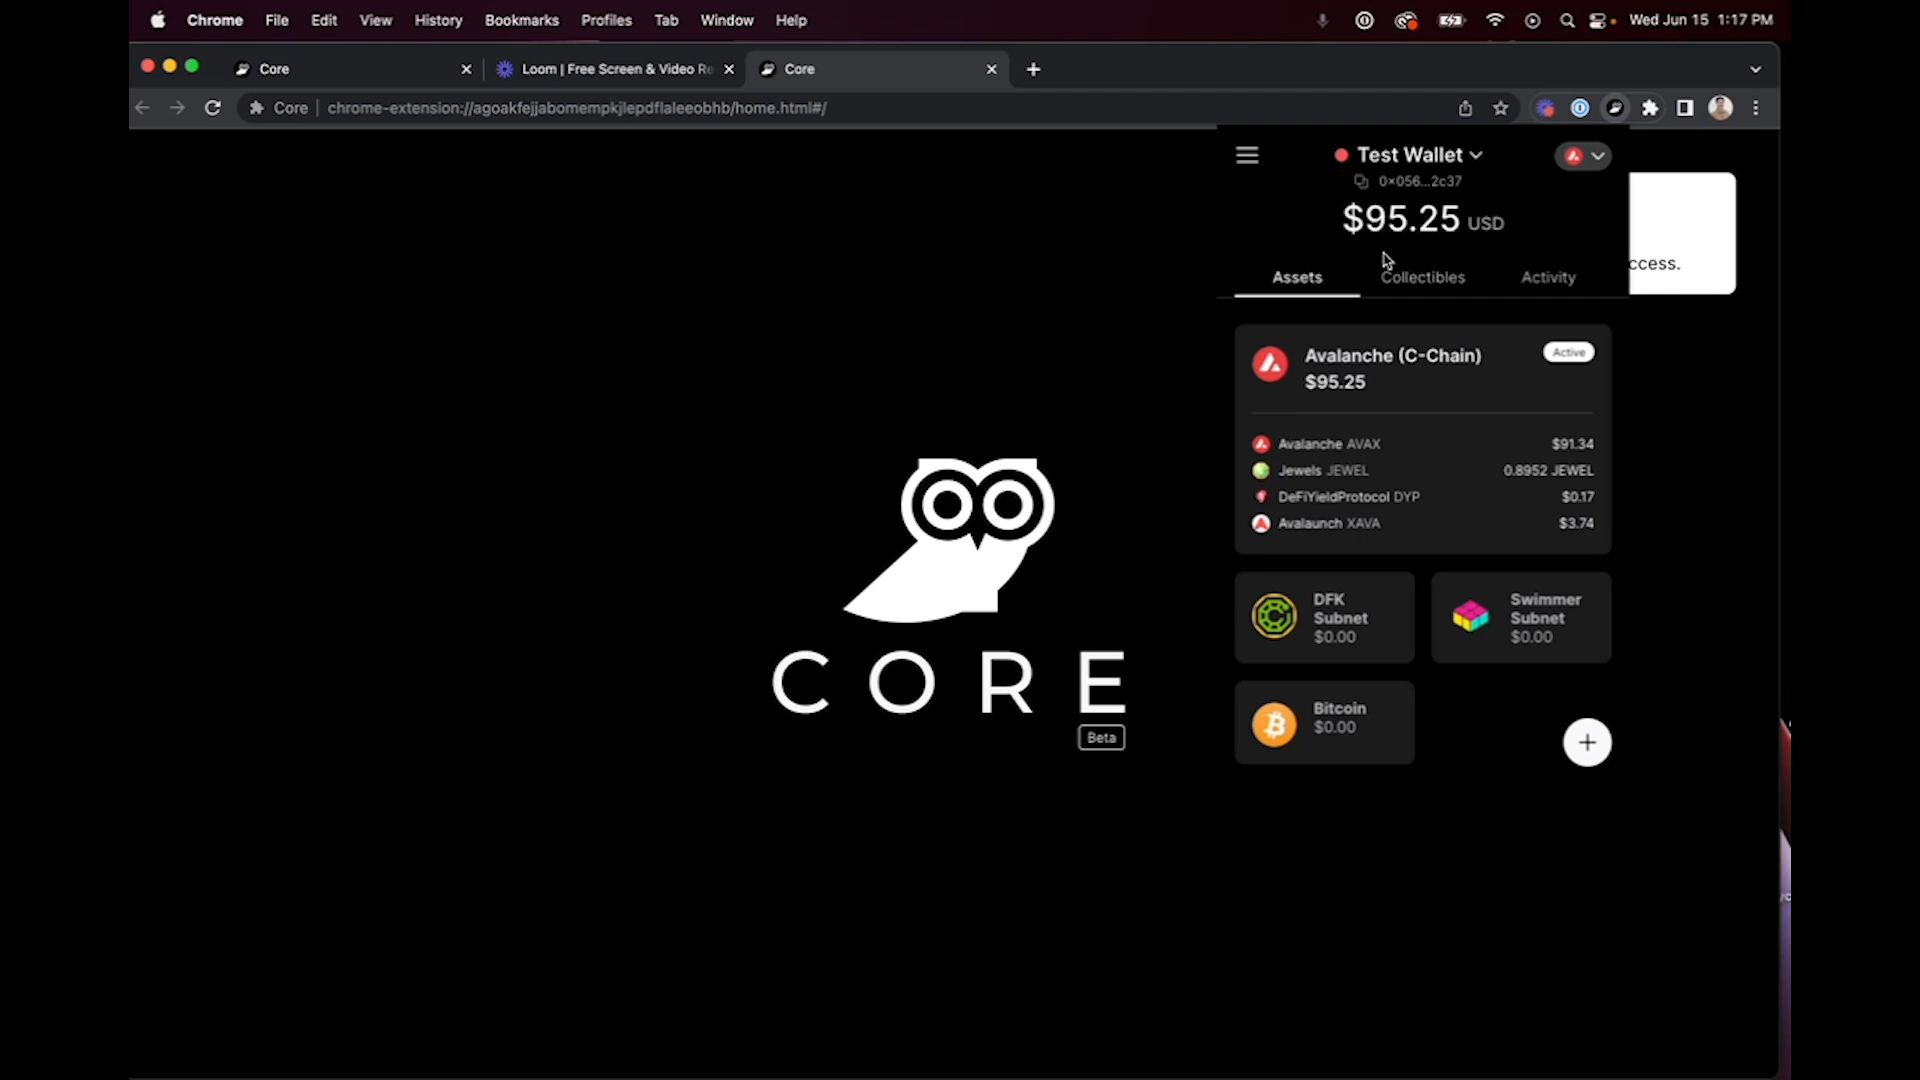 Chrome File Edit View History Bookmarks Profiles Tab Window Help Wed Jun 15 1:17 PM
Core Loom | Free Screen & Video Re Core
Core chrome-extension://agoakfejjabomempkjlepdflaleeobhb/home.html#/
Test Wallet
0x056...2c37
$95.25 USD
ccess.
Assets Collectibles Activity
Avalanche (C-Chain) Active
$95.25
Avalanche AVAX $91.34
Jewels JEWEL 0.8952 JEWEL
DeFiYieldProtocol DYP $0.17
Avalaunch XAVA $3.74
DFK
Subnet
$0.00
Swimmer
Subnet
$0.00
Bitcoin
$0.00
CORE
Beta